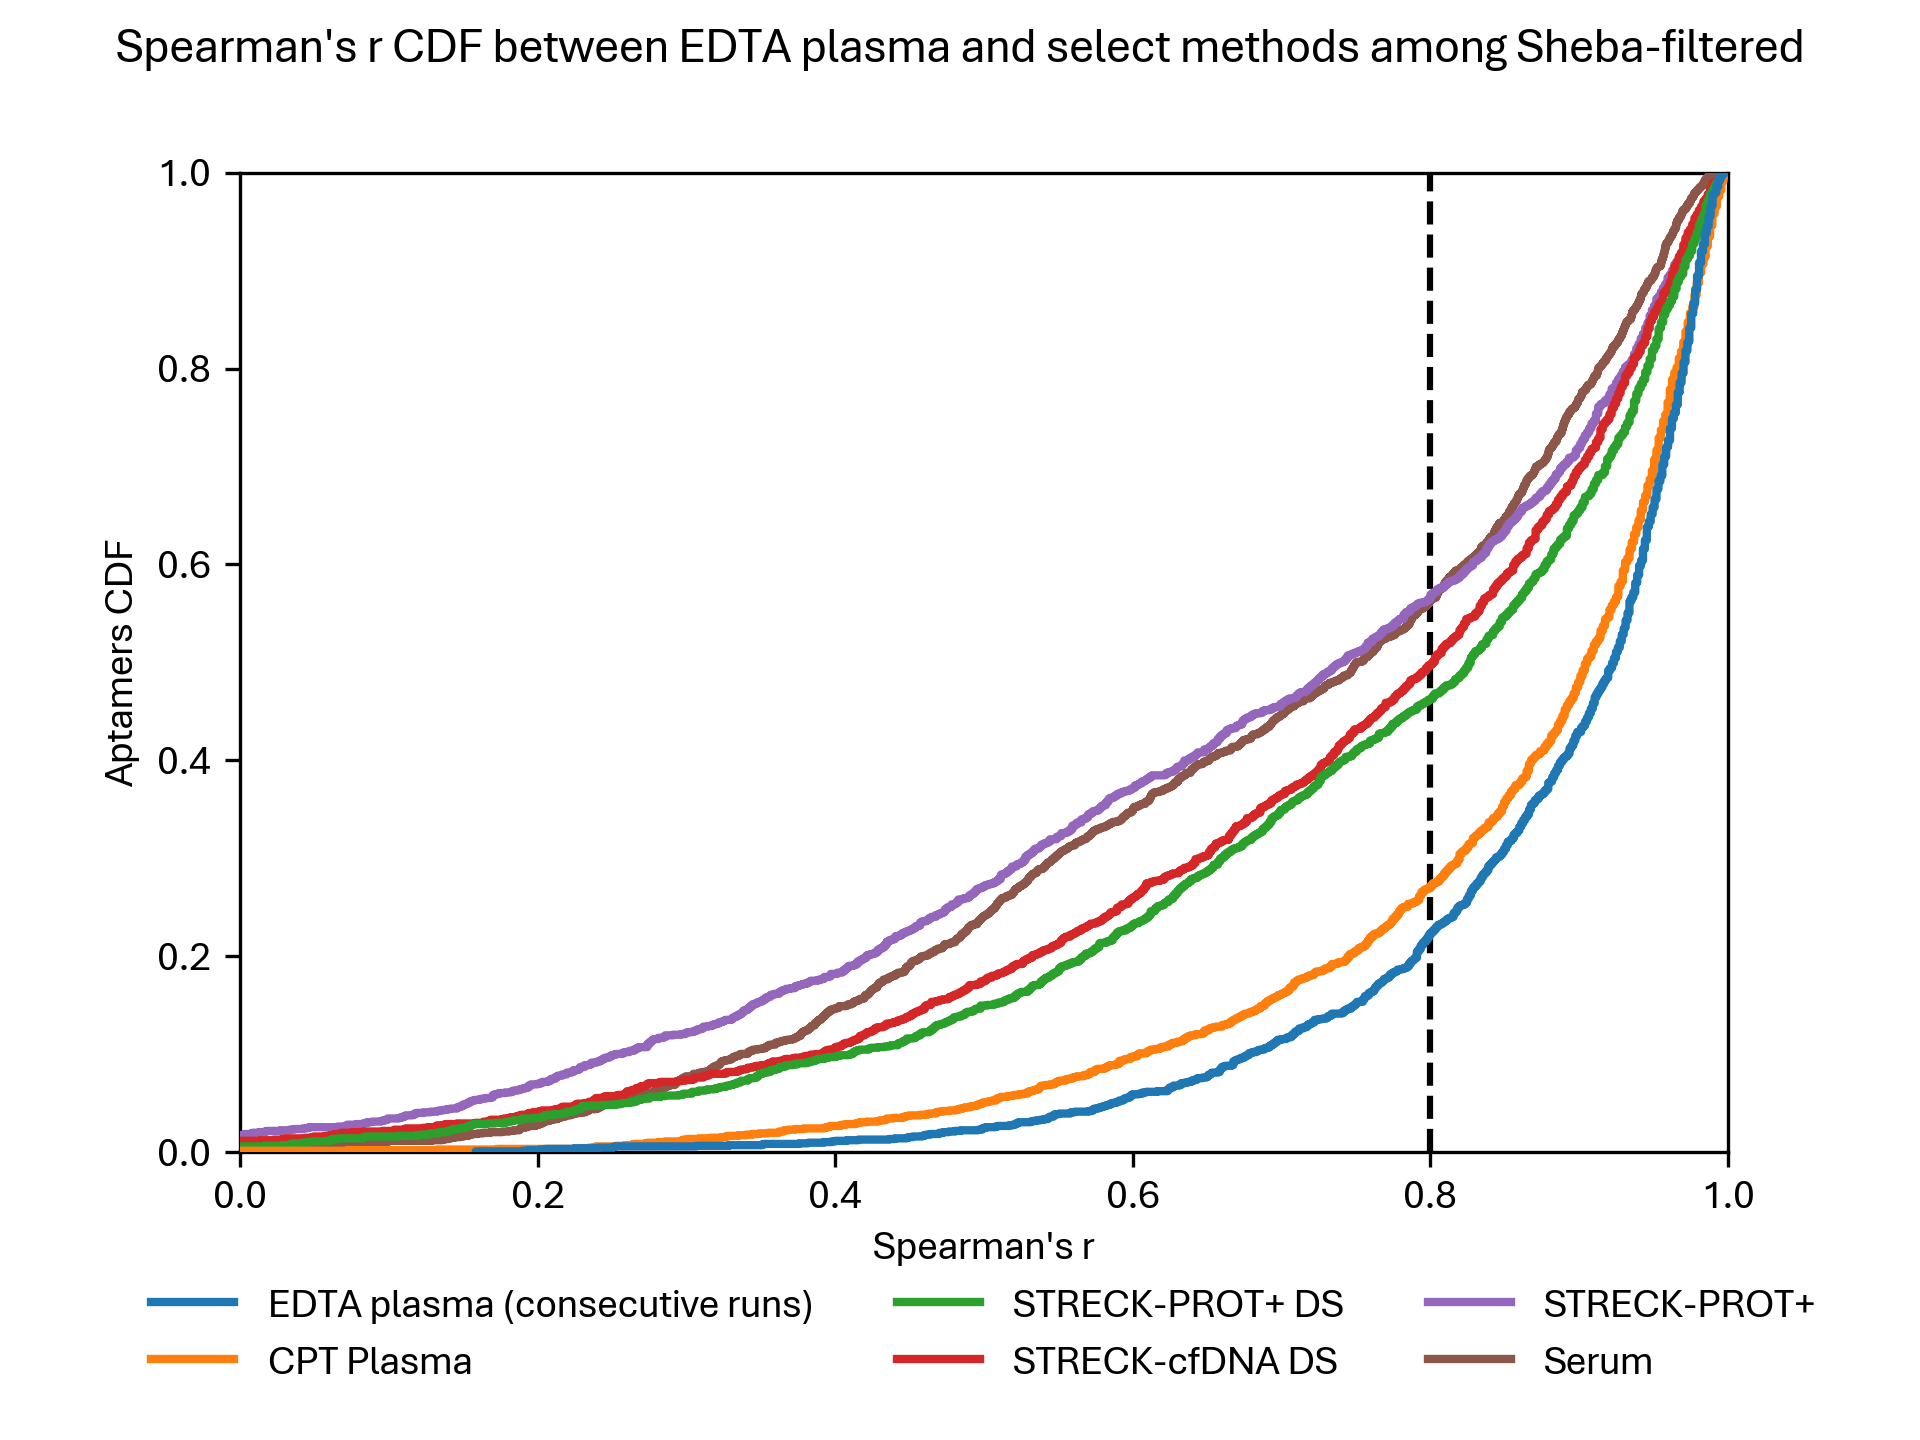 Spearman's r CDF between EDTA plasma and select methods among Sheba-filtered
1.0
0.8
0.6
0.4
0.2
0.0
Aptamers CDF
0.0 0.2 0.4 0.6 0.8 1.0
Spearman's r
EDTA plasma (consecutive runs) STRECK-PROT+ DS STRECK-PROT+
CPT Plasma STRECK-cfDNA DS Serum